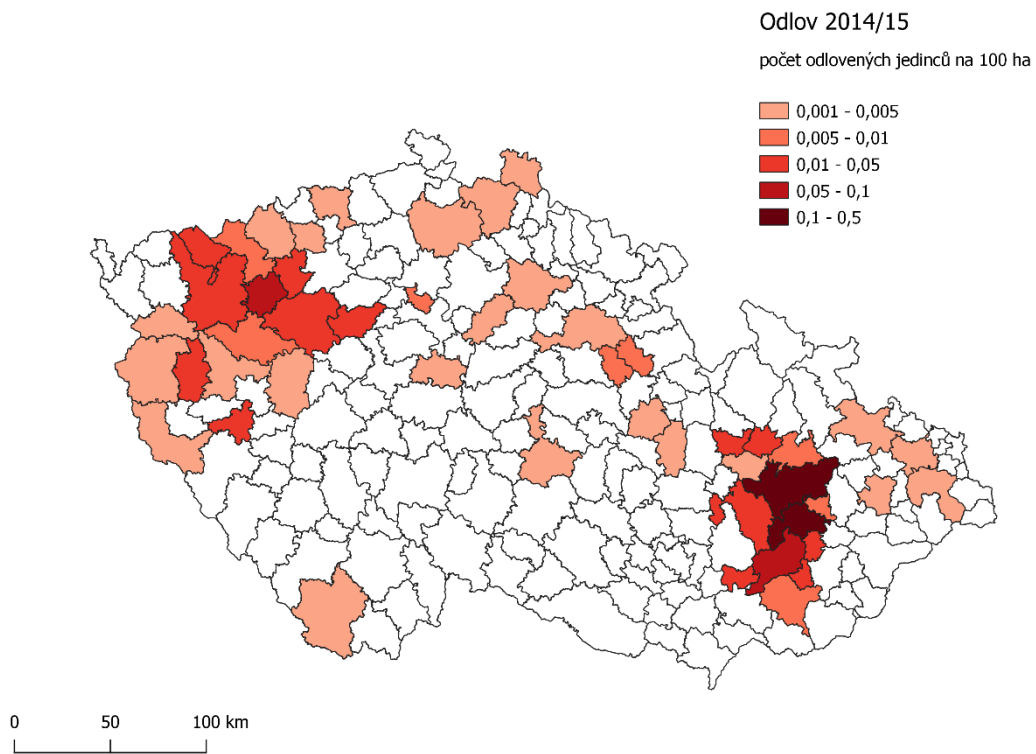 Odlov 2014/15
počet odlovených jedinců na 100 ha
0,001 - 0,005
0,005 - 0,01
0,01 - 0,05
0,05 - 0,1
0,1 - 0,5
0 50 100 km